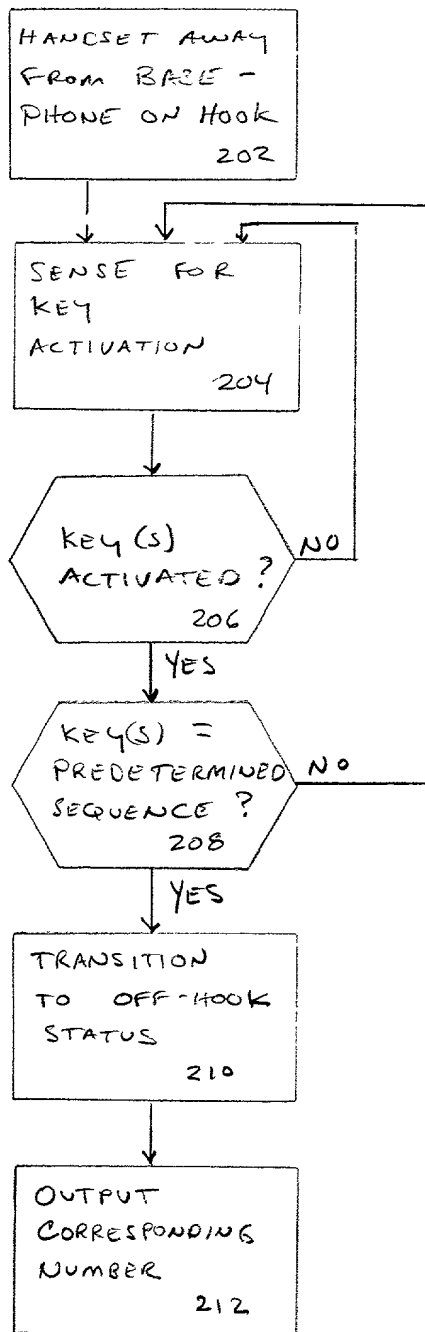 HANDSET AWAY
FROM BASE -
PHONE ON HOOK
202
SENSE FOR
KEY
ACTIVATION
204
KEY(S)
ACTIVATED?
206
NO
YES
KEY(S) =
PREDETERMINED
SEQUENCE?
208
NO
YES
TRANSITION
TO OFF-HOOK
STATUS
210
OUTPUT
CORRESPONDING
NUMBER
212